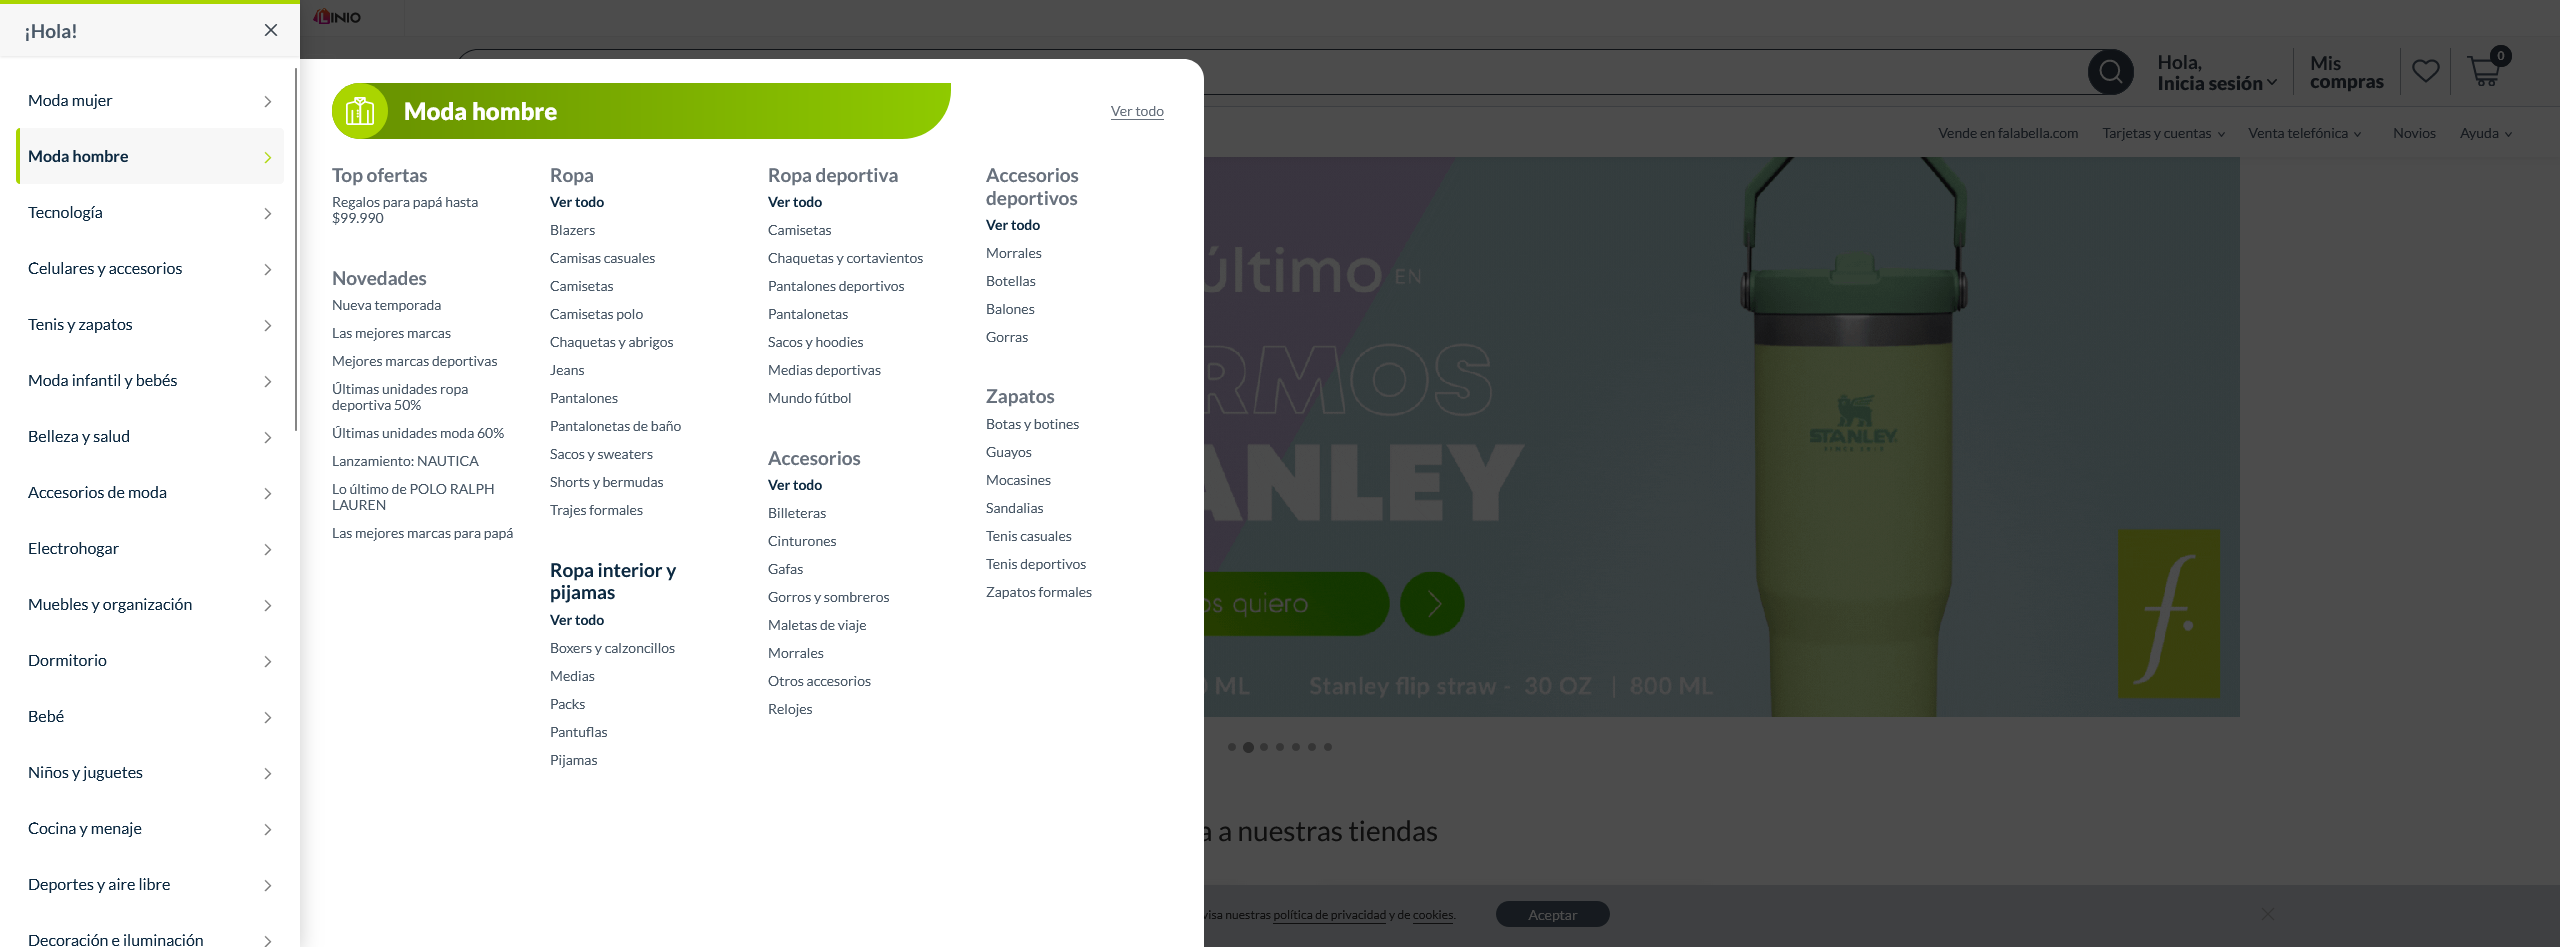 ¡Hola!
Moda mujer
Moda hombre
Tecnología
Celulares y accesorios
Tenis y zapatos
Moda infantil y bebés
Belleza y salud
Accesorios de moda
Electrohogar
Muebles y organización
Dormitorio
Bebé
Niños y juguetes
Cocina y menaje
Deportes y aire libre
Decoración e iluminación
LINIO
Moda hombre
Ver todo
Top ofertas
Regalos para papá hasta
$99.990
Novedades
Nueva temporada
Las mejores marcas
Mejores marcas deportivas
Últimas unidades ropa
deportiva 50%
Últimas unidades moda 60%
Lanzamiento: NAUTICA
Lo último de POLO RALPH
LAUREN
Las mejores marcas para papá
Ropa
Ver todo
Blazers
Camisas casuales
Camisetas
Camisetas polo
Chaquetas y abrigos
Jeans
Pantalones
Pantalonetas de baño
Sacos y sweaters
Shorts y bermudas
Trajes formales
Ropa interior y
pijamas
Ver todo
Boxers y calzoncillos
Medias
Packs
Pantuflas
Pijamas
Ropa deportiva
Ver todo
Camisetas
Chaquetas y cortavientos
Pantalones deportivos
Pantalonetas
Sacos y hoodies
Medias deportivas
Mundo fútbol
Accesorios
Ver todo
Billeteras
Cinturones
Gafas
Gorros y sombreros
Maletas de viaje
Morrales
Otros accesorios
Relojes
Accesorios
deportivos
Ver todo
Morrales
Botellas
Balones
Gorras
Zapatos
Botas y botines
Guayos
Mocasines
Sandalias
Tenis casuales
Tenis deportivos
Zapatos formales
Hola,
Inicia sesión
Mis
compras
0
Vende en falabella.com
Tarjetas y cuentas
Venta telefónica
Novios
Ayuda
último EN
RMOS
ANLEY
os quiero
0 ML
Stanley flip straw - 30 OZ | 800 ML
STANLEY
SINCE 1913
f.
a a nuestras tiendas
visa nuestras política de privacidad y de cookies.
Aceptar